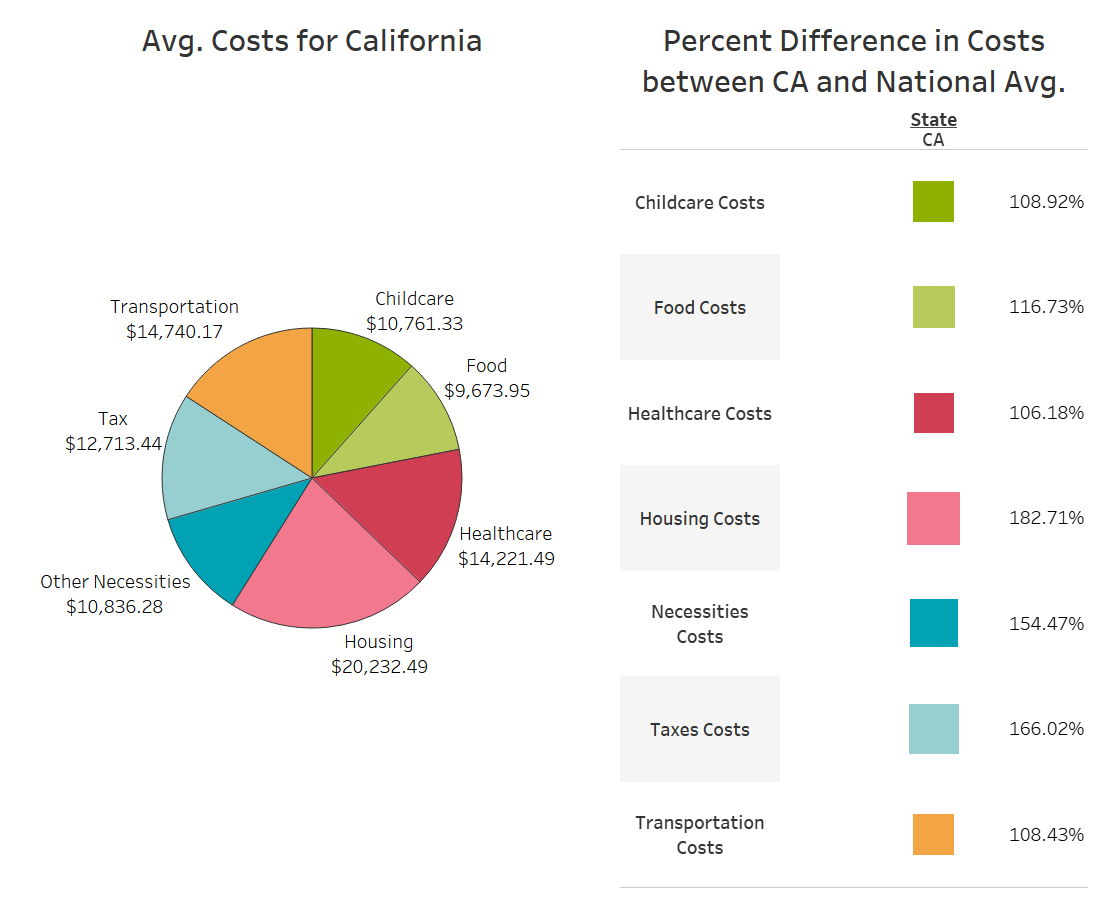 Avg. Costs for California
Transportation
$14,740.17
Childcare
$10,761.33
Food
$9,673.95
Tax
$12,713.44
Healthcare
$14,221.49
Other Necessities
$10,836.28
Housing
$20,232.49
Percent Difference in Costs
between CA and National Avg.
State
CA
Childcare Costs 108.92%
Food Costs 116.73%
Healthcare Costs 106.18%
Housing Costs 182.71%
Necessities
Costs 154.47%
Taxes Costs 166.02%
Transportation
Costs 108.43%